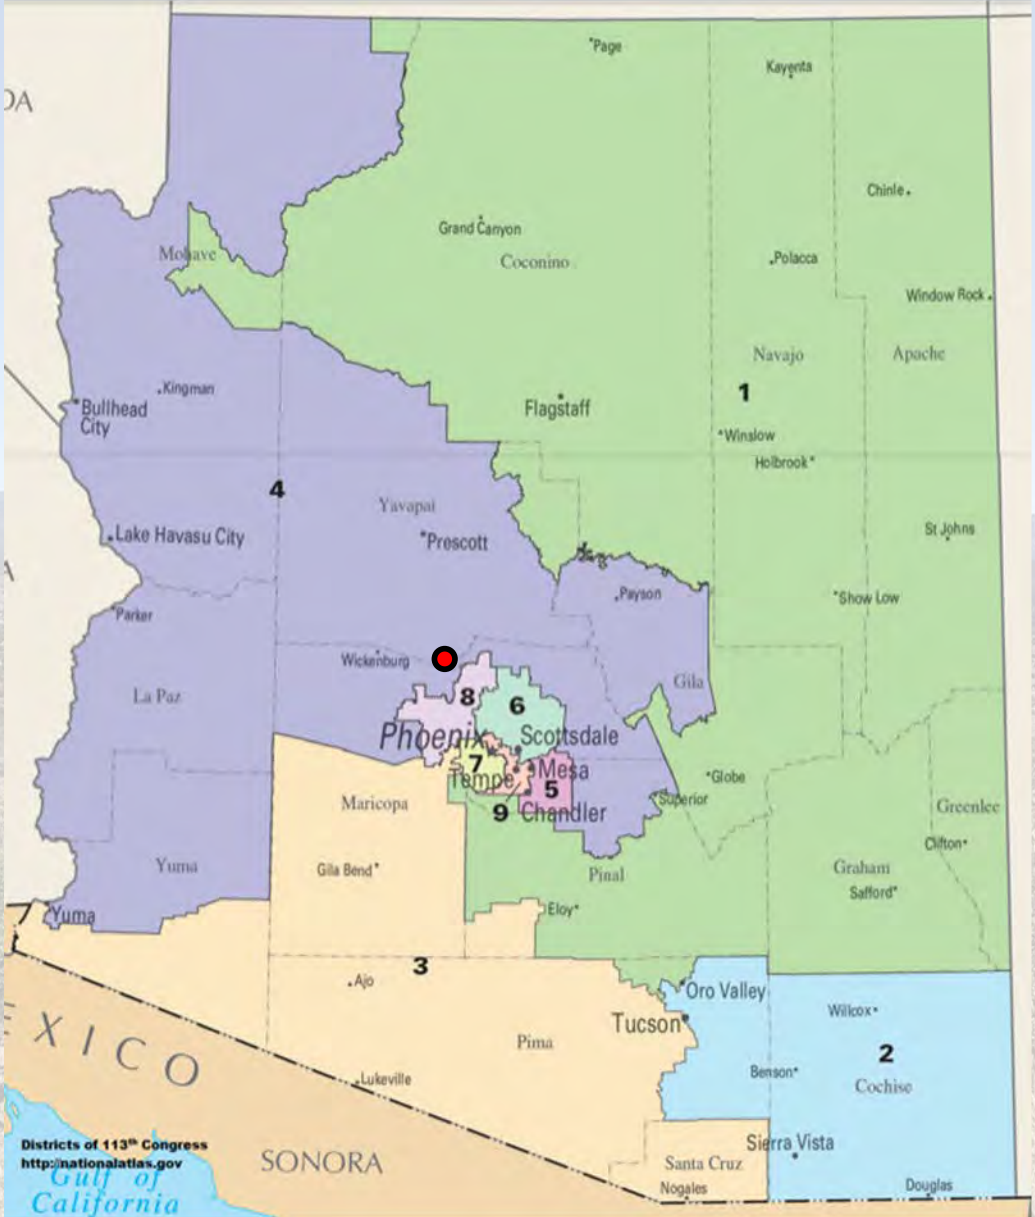 Page
Kayenta
DA
Chinle
Grand Canyon
Mohave
Coconino
Polacca
Window Rock
Navajo
Apache
Kingman
1
Bullhead
City
Flagstaff
Winslow
Holbrook
4
Yavapai
Lake Havasu City
Prescott
St Johns
A
Payson
Show Low
Parker
Wickenburg
La Paz
8
6
Gila
Phoenix
Scottsdale
7
Mesa
Tempe
5
Globe
Maricopa
Superior
Greenlee
9
Chandler
Clifton
Yuma
Gila Bend
Pinal
Graham
Safford
Yuma
Eloy
3
Ajo
Oro Valley
Willcox
Tucson
EXICO
Pima
2
Benson
Cochise
Lukeville
Districts of 113th Congress
http://nationalatlas.gov
Gulf of
California
SONORA
Sierra Vista
Santa Cruz
Nogales
Douglas